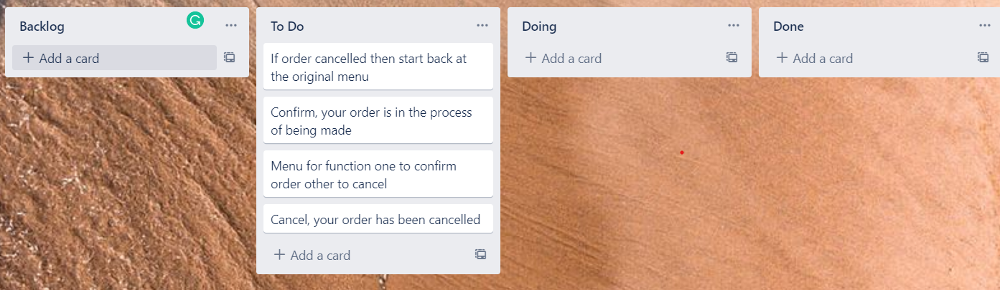 Backlog
+ Add a card
To Do
If order cancelled then start back at
the original menu
Confirm, your order is in the process
of being made
Menu for function one to confirm
order other to cancel
Cancel, your order has been cancelled
+ Add a card
Doing
+ Add a card
Done
+ Add a card